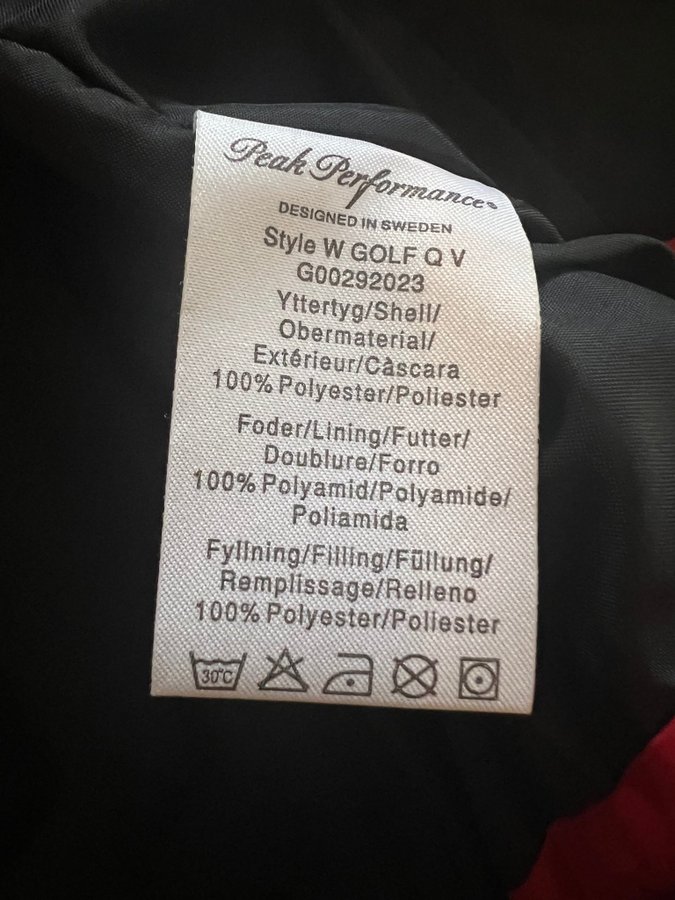 Peak Performance
DESIGNED IN SWEDEN
Style W GOLF Q V
G00292023
Yttertyg/Shell/
Obermaterial/
Extérieur/Càscara
100% Polyester/Poliester
Foder/Lining/Futter/
Doublure/Forro
100% Polyamid/Polyamide/
Poliamida
Fyllning/Filling/Füllung/
Remplissage/Relleno
100% Polyester/Poliester
30°C